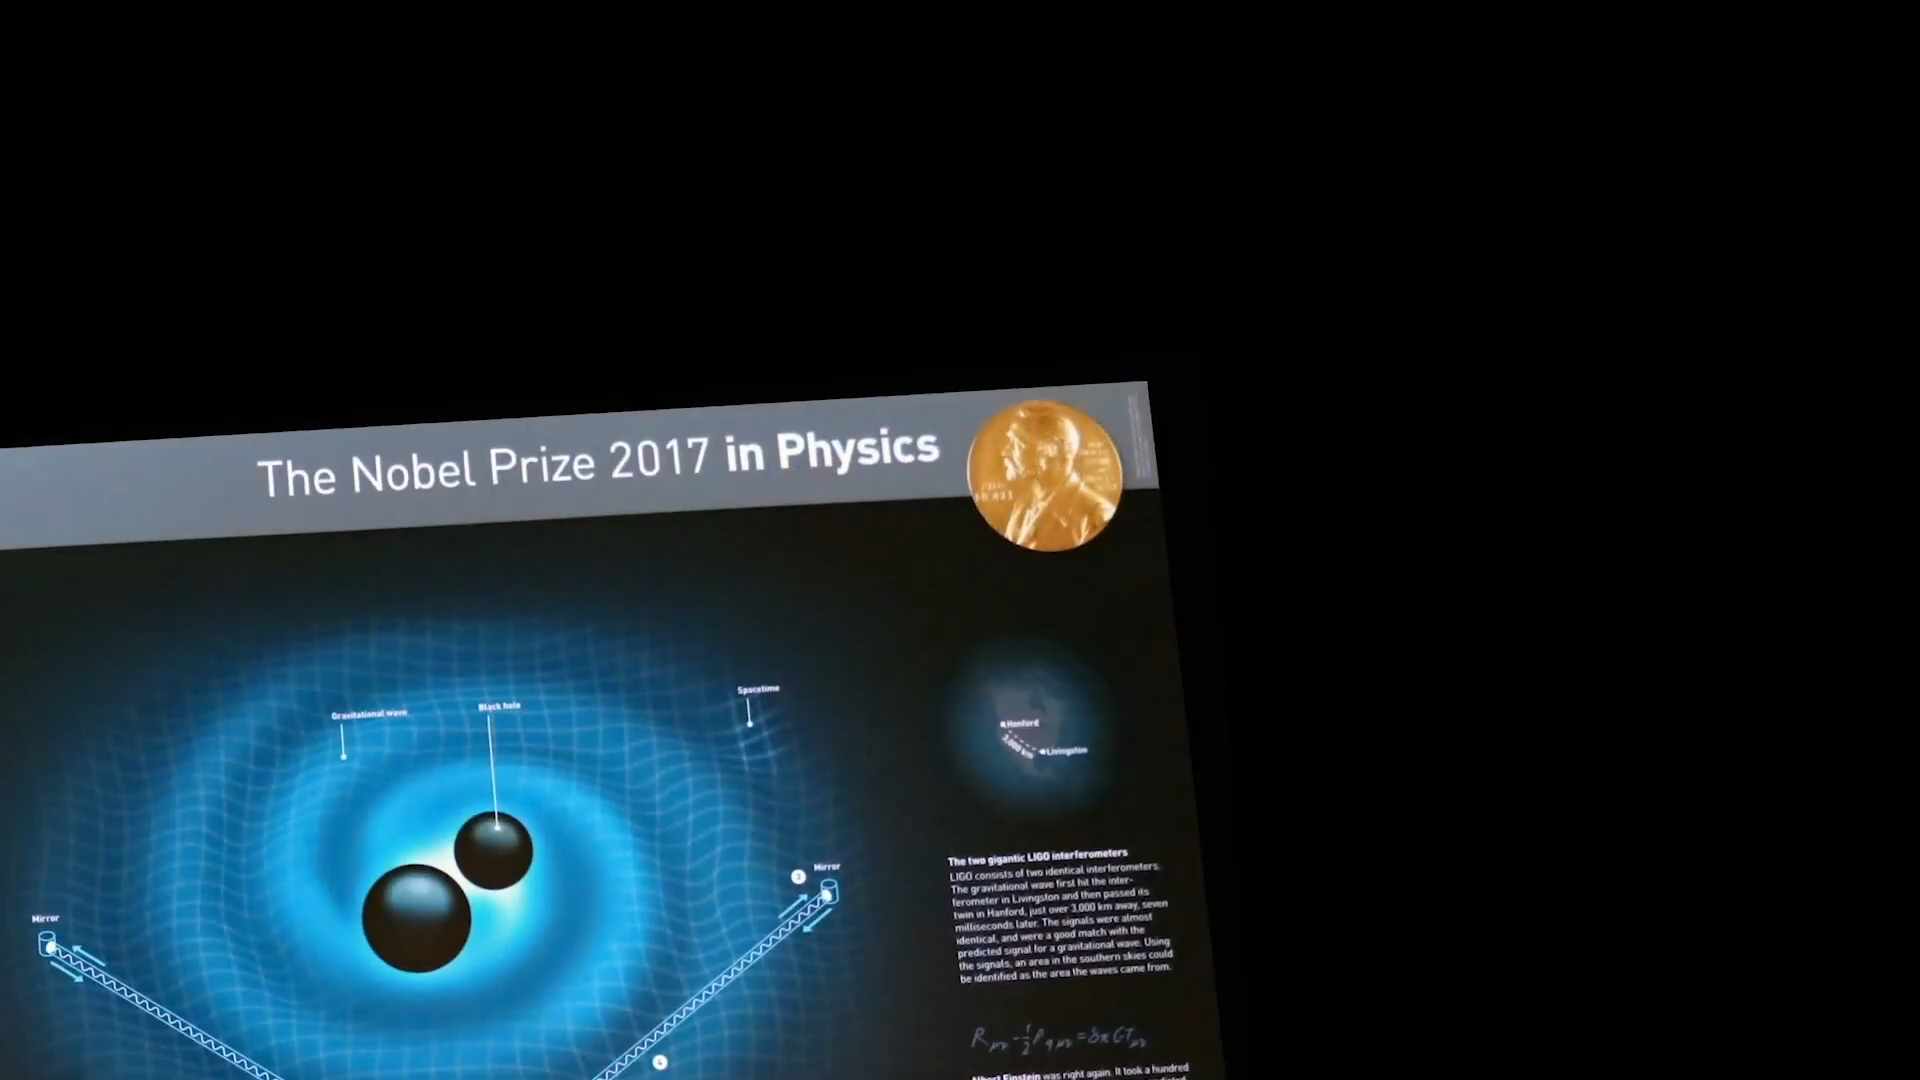 The Nobel Prize 2017 in Physics
Spacetime
Gravitational wave
Black hole
Hanford
3,000 km
Livingston
Mirror
Mirror
The two gigantic LIGO interferometers
LIGO consists of two identical interferometers.
The gravitational wave first hit the inter-
ferometer in Livingston and then passed its
twin in Hanford, just over 3,000 km away, seven
milliseconds later. The signals were almost
identical, and were a good match with the
predicted signal for a gravitational wave. Using
the signals, an area in the southern skies could
be identified as the area the waves came from.
Albert Einstein was right again. It took a hundred